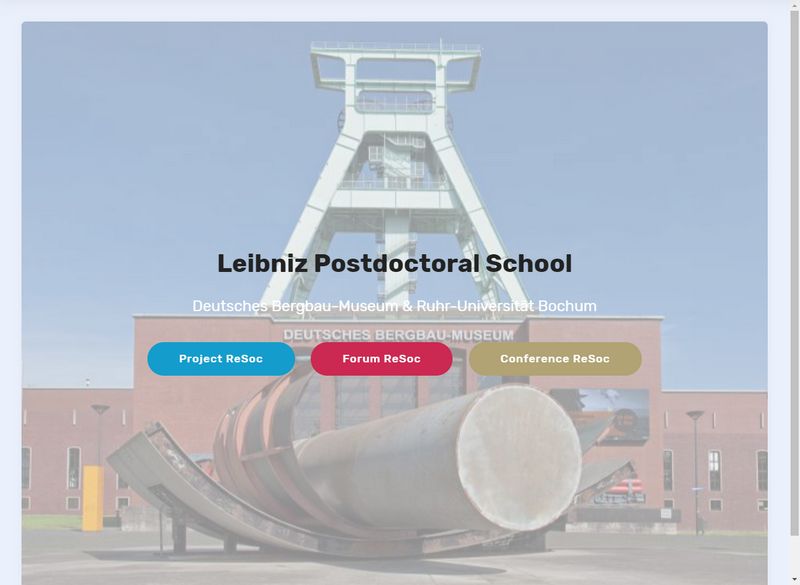 Leibniz Postdoctoral School
Deutsches Bergbau-Museum & Ruhr-Universität Bochum
DEUTSCHES BERGBAU-MUSEUM
Project ReSoc
Forum ReSoc
Conference ReSoc